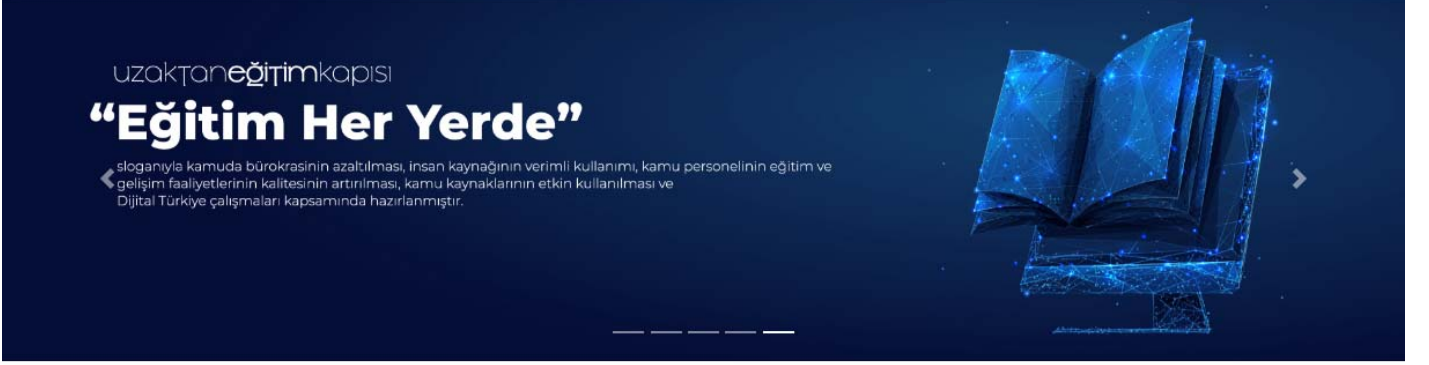 uzaktaneğitimkapısı
“Eğitim Her Yerde”
sloganıyla kamuda bürokrasinin azaltılması, insan kaynağının verimli kullanımı, kamu personelinin eğitim ve
gelişim faaliyetlerinin kalitesinin artırılması, kamu kaynaklarının etkin kullanılması ve
Dijital Türkiye çalışmaları kapsamında hazırlanmıştır.